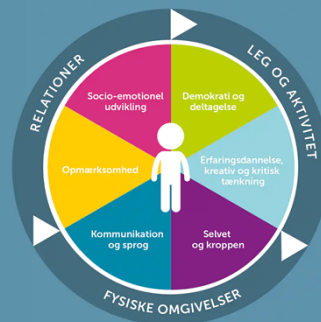 RELATIONER
LEG OG AKTIVITET
Socio-emotionel
udvikling
Demokrati og
deltagelse
Opmærksomhed
Erfaringsdannelse,
kreativ og kritisk
tænkning
Kommunikation
og sprog
Selvet
og kroppen
FYSISKE OMGIVELSER